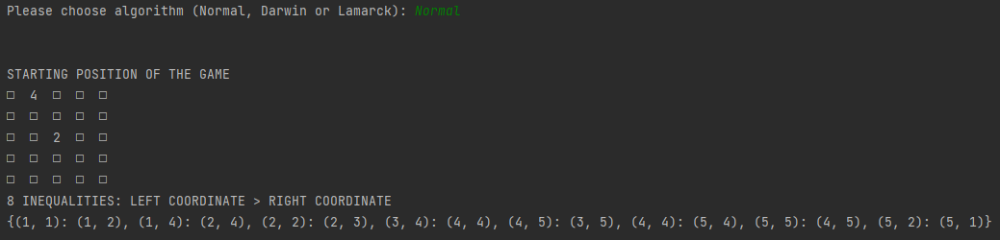 Please choose algorithm (Normal, Darwin or Lamarck): Normal
STARTING POSITION OF THE GAME
□ 4 □ □ □
□ □ □ □ □
□ □ 2 □ □
□ □ □ □ □
□ □ □ □ □
8 INEQUALITIES: LEFT COORDINATE > RIGHT COORDINATE
{(1, 1): (1, 2), (1, 4): (2, 4), (2, 2): (2, 3), (3, 4): (4, 4), (4, 5): (3, 5), (4, 4): (5, 4), (5, 5): (4, 5), (5, 2): (5, 1)}